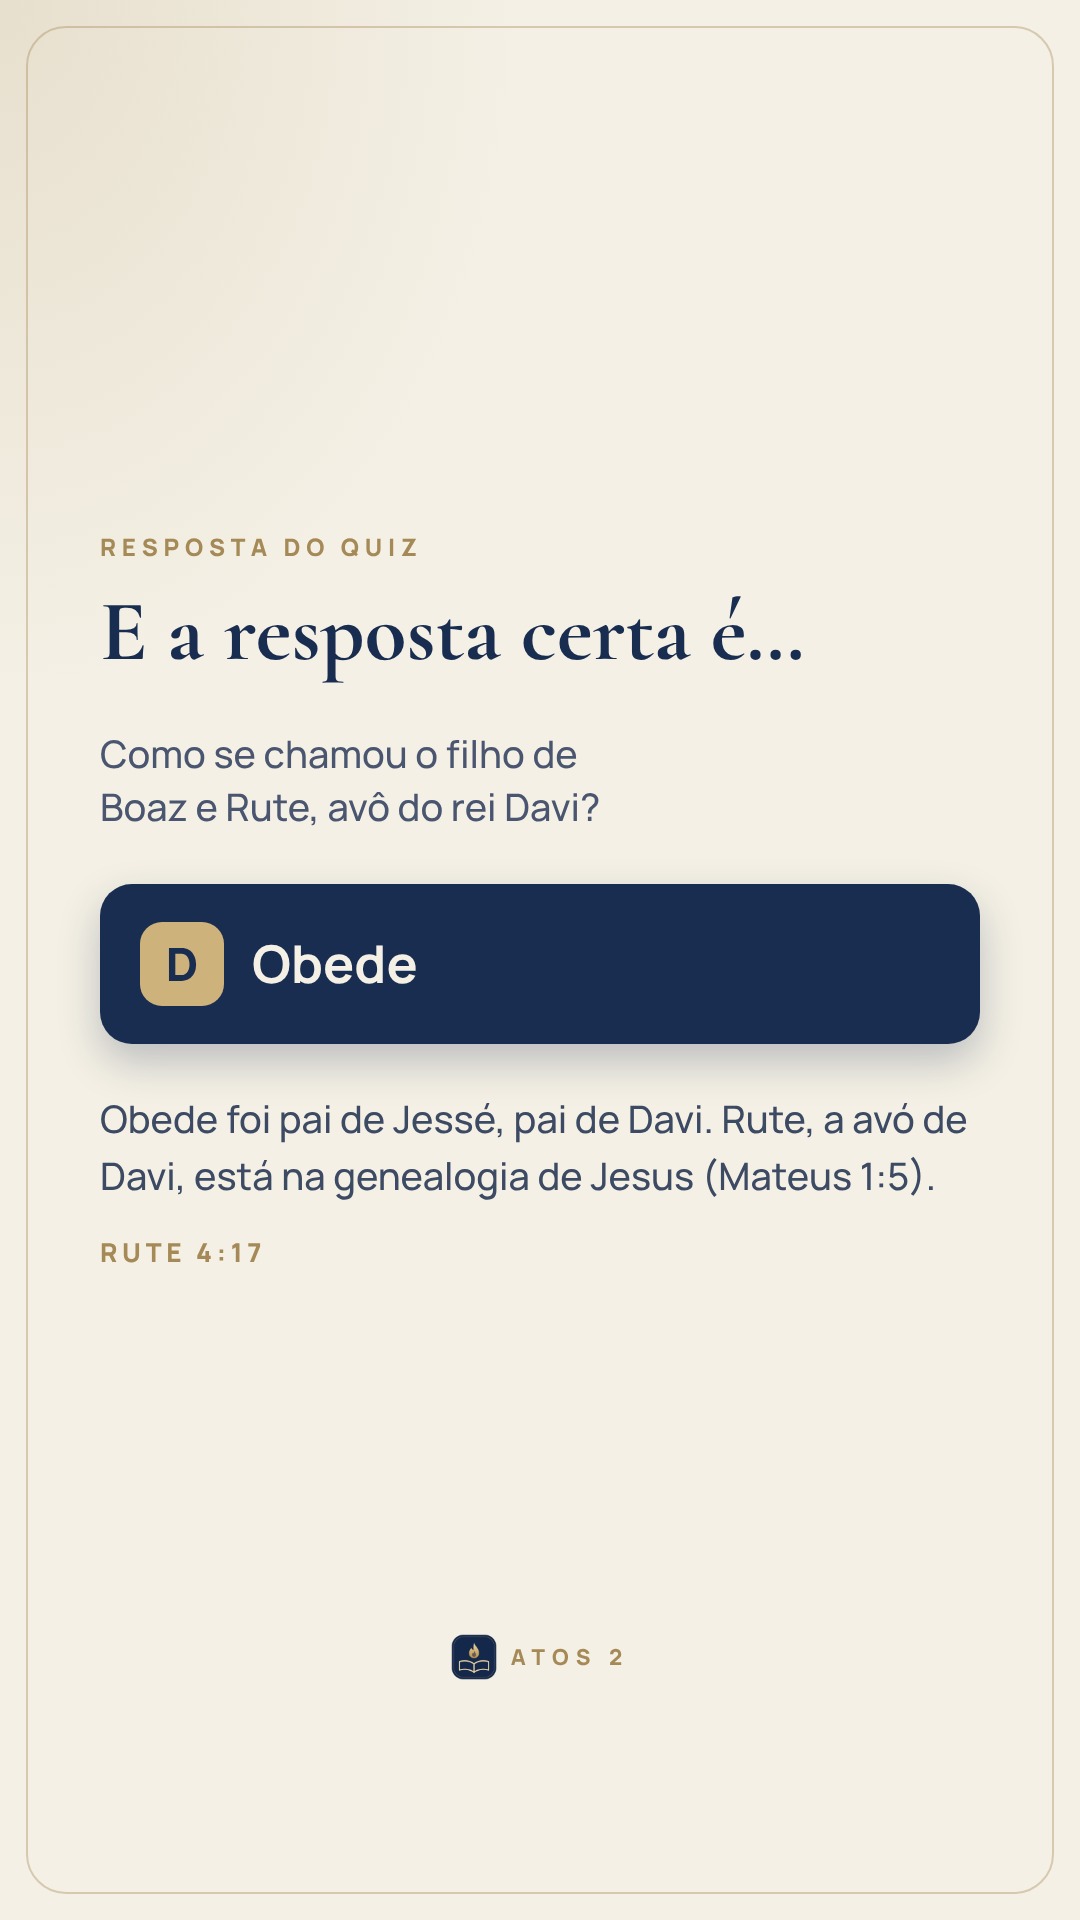 RESPOSTA DO QUIZ
E a resposta certa é...
Como se chamou o filho de
Boaz e Rute, avô do rei Davi?
D Obede
Obede foi pai de Jessé, pai de Davi. Rute, a avó de
Davi, está na genealogia de Jesus (Mateus 1:5).
RUTE 4:17
ATOS 2